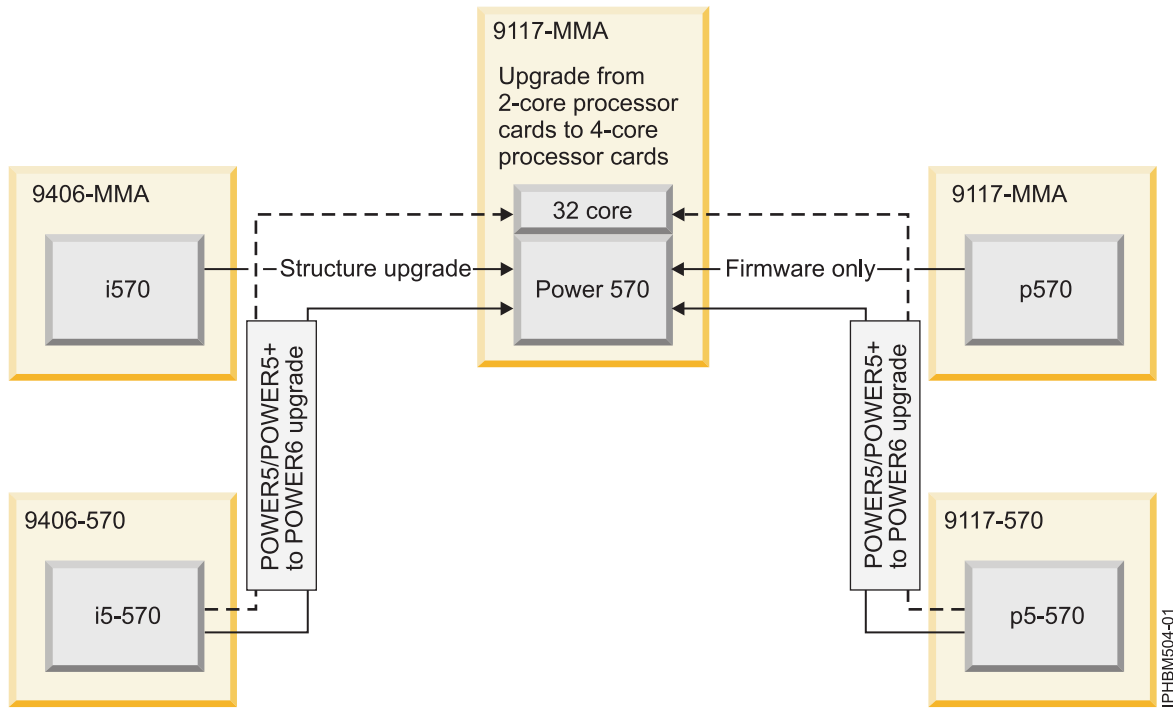 9117-MMA
Upgrade from
2-core processor
cards to 4-core
processor cards
9406-MMA
9117-MMA
32 core
i570
Structure upgrade
Power 570
Firmware only
p570
POWER5/POWER5+
to POWER6 upgrade
POWER5/POWER5+
to POWER6 upgrade
9406-570
9117-570
i5-570
p5-570
IPHBM504-01